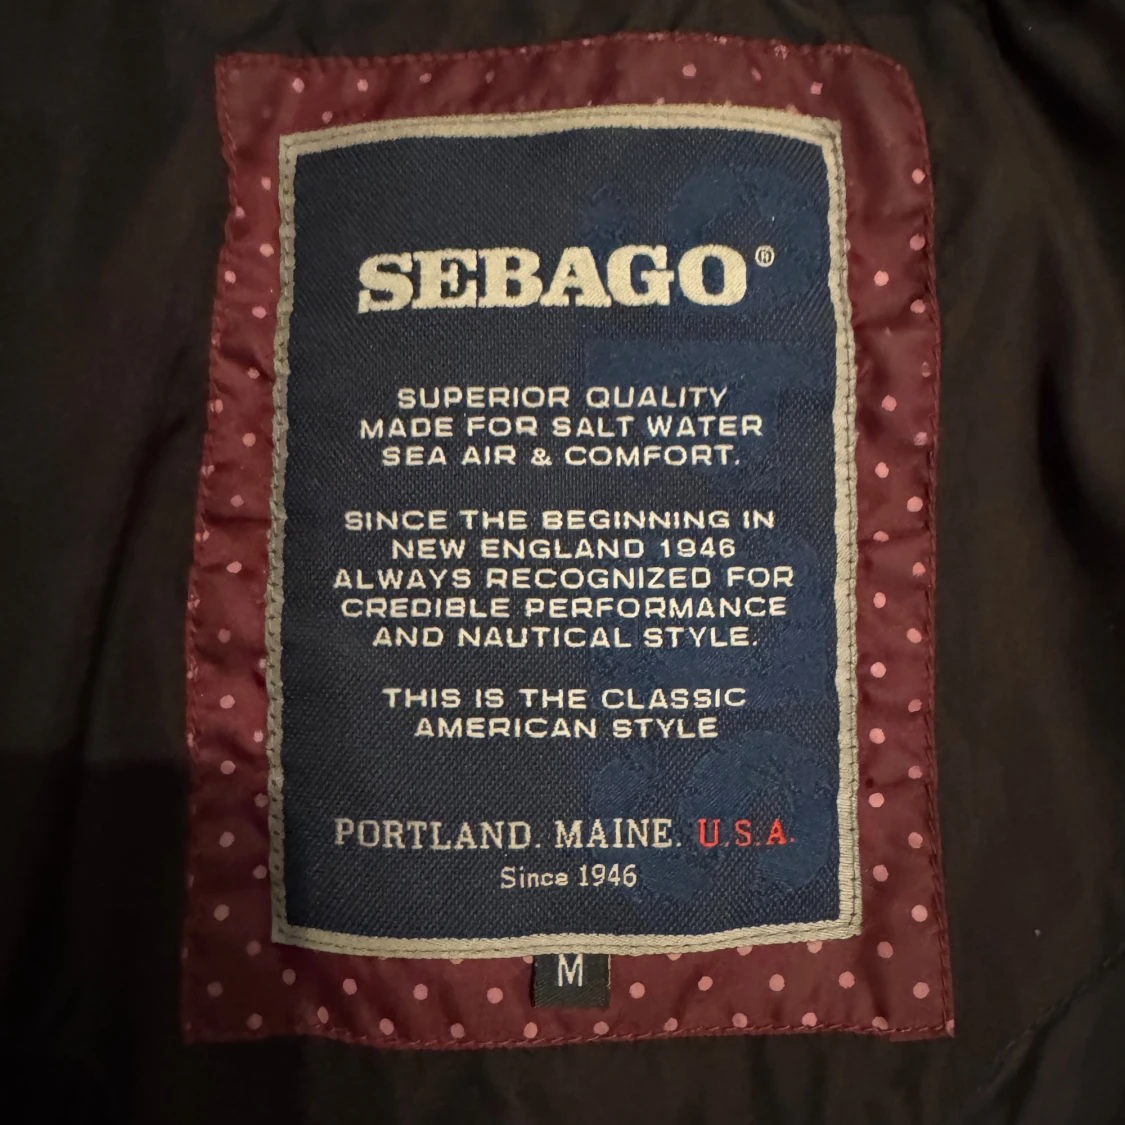 SEBAGO®
SUPERIOR QUALITY
MADE FOR SALT WATER
SEA AIR & COMFORT.
SINCE THE BEGINNING IN
NEW ENGLAND 1946
ALWAYS RECOGNIZED FOR
CREDIBLE PERFORMANCE
AND NAUTICAL STYLE.
THIS IS THE CLASSIC
AMERICAN STYLE
PORTLAND. MAINE. U.S.A.
Since 1946
M